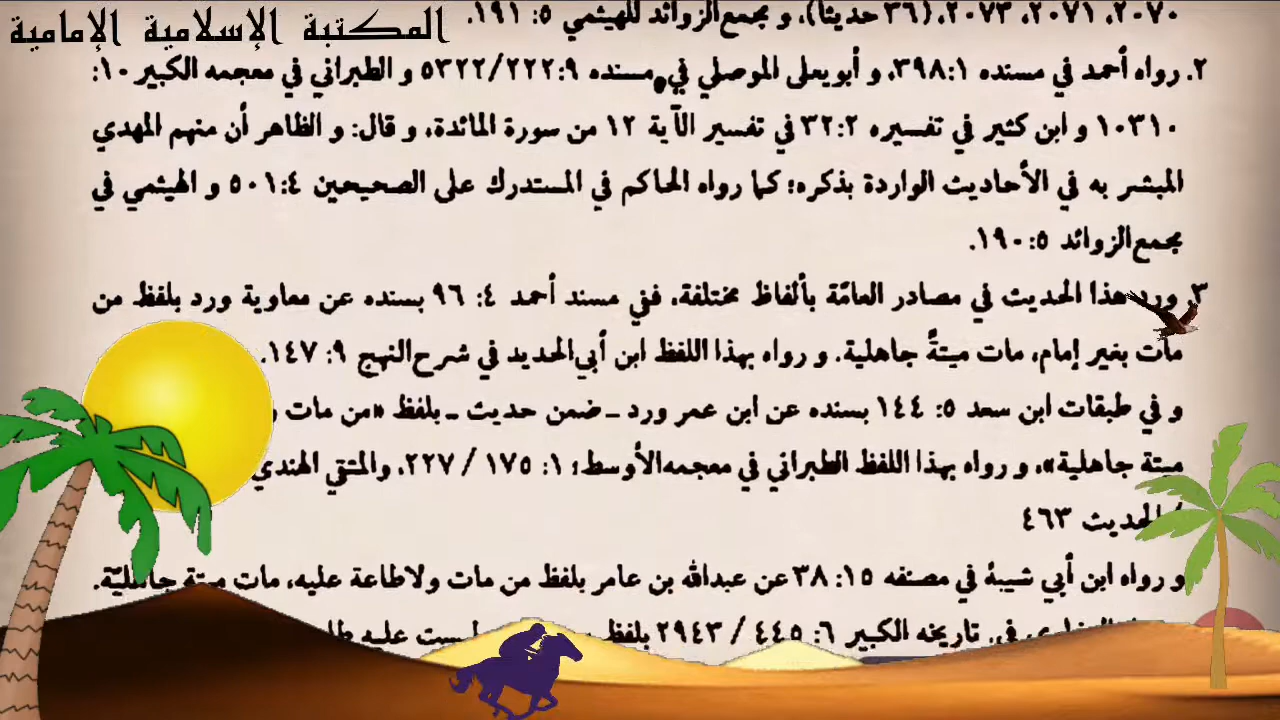 المكتبة الإسلامية الإمامية
٢٠٧٠، ٢٠٧١، ٢٠٧٣، (٣٦ حديثاً)، و مجمع‌الزوائد للهيثمي ٥: ١٩١.
٢. رواه أحمد في مسنده ١: ٣٩٨، و أبويعلى الموصلي في مسنده ٩: ٢٢٢/ ٥٣٢٢ و الطبراني في معجمه الكبير ١٠:
١٠٣١٠ و ابن كثير في تفسيره ٢: ٣٢ في تفسير الآية ١٢ من سورة المائدة، و قال: و الظاهر أن منهم المهدي
المبشر به في الأحاديث الواردة بذكره؛ كما رواه الحاكم في المستدرك على الصحيحين ٤: ٥٠١ و الهيثمي في
مجمع‌الزوائد ٥: ١٩٠.
٣. ورد هذا الحديث في مصادر العامّة بألفاظ مختلفة، ففي مسند أحمد ٤: ٩٦ بسنده عن معاوية ورد بلفظ من
مات بغير إمام، مات ميتةً جاهلية. و رواه بهذا اللفظ ابن أبي‌الحديد في شرح‌النهج ٩: ١٤٧.
و في طبقات ابن سعد ٥: ١٤٤ بسنده عن ابن عمر ورد ـ ضمن حديث ـ بلفظ «من مات
ميتة جاهلية»، و رواه بهذا اللفظ الطبراني في معجمه‌الأوسط؛ ١: ١٧٥ / ٢٢٧، والمتقي الهندي
الحديث ٤٦٣
و رواه ابن أبي شيبة في مصنفه ١٥: ٣٨ عن عبدالله بن عامر بلفظ من مات ولاطاعة عليه، مات ميتة جاهليّة.
في تاريخه الكبير ٦: ٤٤٥ / ٢٩٤٣ بلفظ ليست عليه